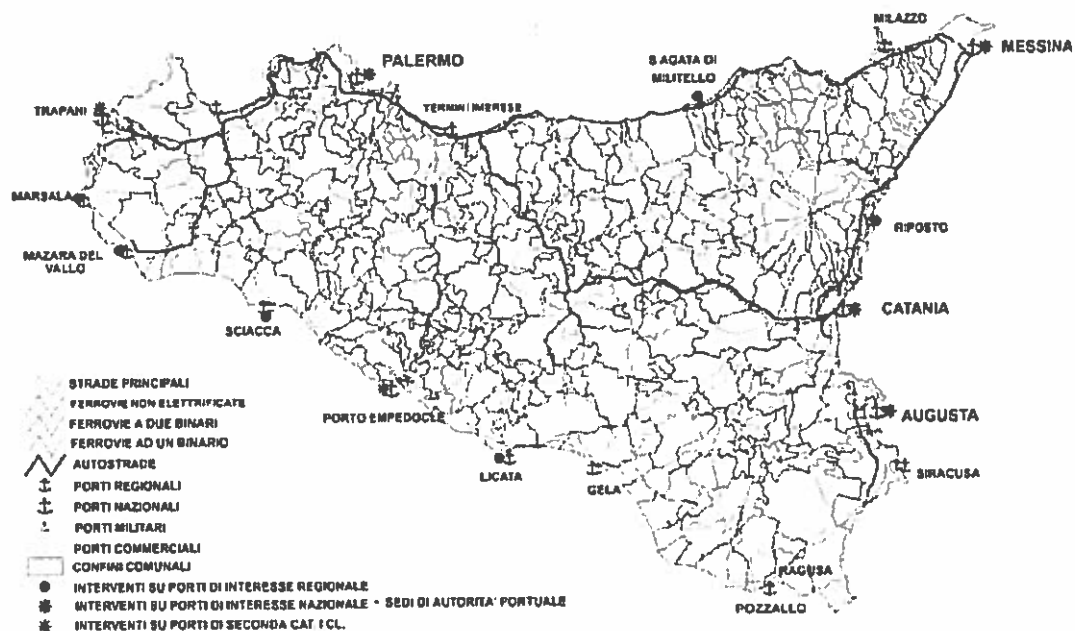 MILAZZO
MESSINA
PALERMO
S AGATA DI
MILITELLO
TRAPANI
TERMINI IMERESE
MARSALA
RIPOSTO
MAZARA DEL
VALLO
CATANIA
SCIACCA
STRADE PRINCIPALI
FERROVIE NON ELETTRIFICATE
FERROVIE A DUE BINARI
FERROVIE AD UN BINARIO
AUTOSTRADE
PORTI REGIONALI
PORTI NAZIONALI
PORTI MILITARI
PORTI COMMERCIALI
CONFINI COMUNALI
INTERVENTI SU PORTI DI INTERESSE REGIONALE
INTERVENTI SU PORTI DI INTERESSE NAZIONALE - SEDI DI AUTORITA' PORTUALE
INTERVENTI SU PORTI DI SECONDA CAT. I CL.
PORTO EMPEDOCLE
AUGUSTA
LICATA
GELA
SIRACUSA
RAGUSA
POZZALLO